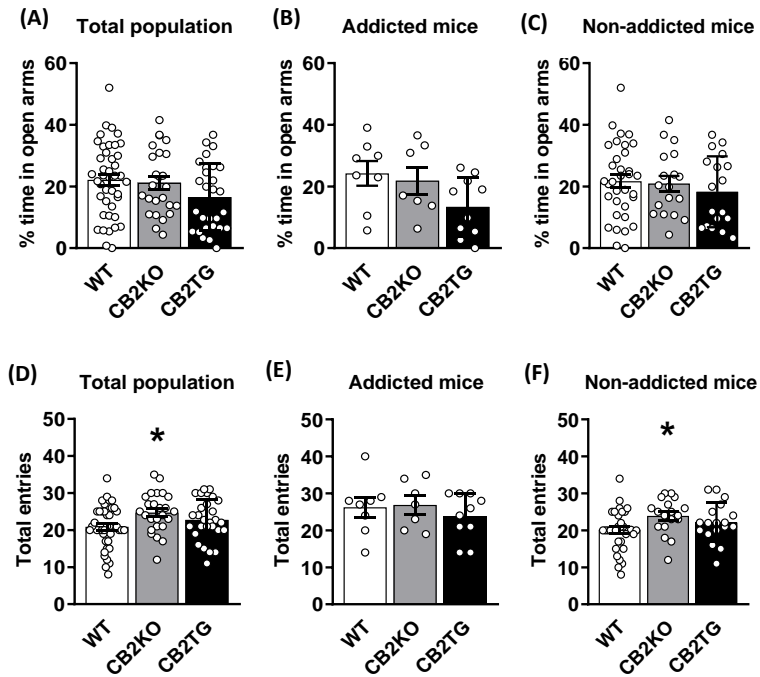 (A) Total population
60
40
20
0
% time in open arms
WT
CB2KO
CB2TG
(B) Addicted mice
60
40
20
0
% time in open arms
WT
CB2KO
CB2TG
(C) Non-addicted mice
60
40
20
0
% time in open arms
WT
CB2KO
CB2TG
(D) Total population
50
40
30
20
10
0
Total entries
*
WT
CB2KO
CB2TG
(E) Addicted mice
50
40
30
20
10
0
Total entries
WT
CB2KO
CB2TG
(F) Non-addicted mice
50
40
30
20
10
0
Total entries
*
WT
CB2KO
CB2TG